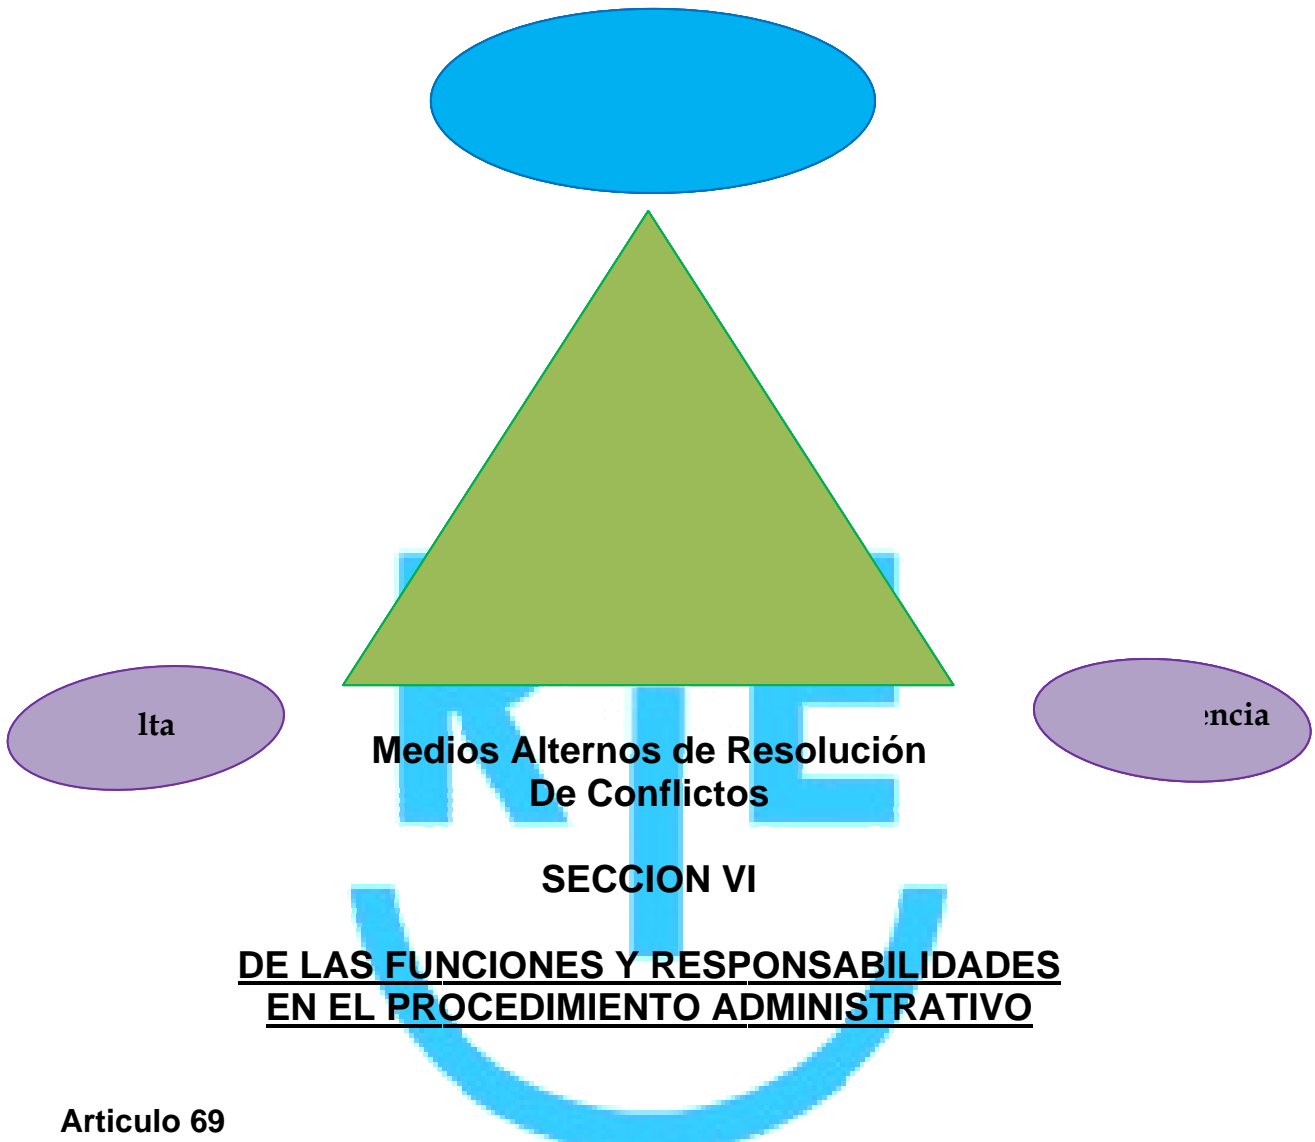 lta
encia
Medios Alternos de Resolución
De Conflictos
SECCION VI
DE LAS FUNCIONES Y RESPONSABILIDADES
EN EL PROCEDIMIENTO ADMINISTRATIVO
Articulo 69